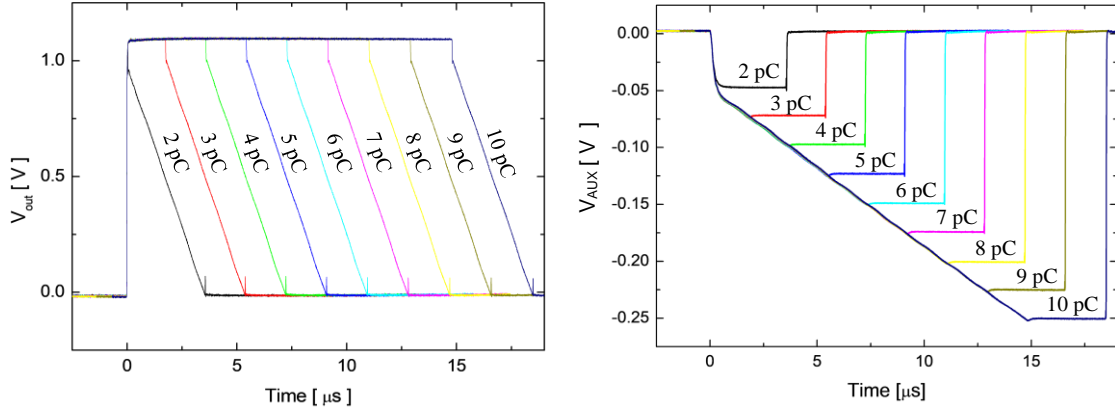 1.0
0.5
0.0
V_out [ V]
2 pC
3 pC
4 pC
5 pC
6 pC
7 pC
8 pC
9 pC
10 pC
0 5 10 15
Time [ μs]
0.00
-0.05
-0.10
-0.15
-0.20
-0.25
V_AUX [ V ]
2 pC
3 pC
4 pC
5 pC
6 pC
7 pC
8 pC
9 pC
10 pC
0 5 10 15
Time [ μs]